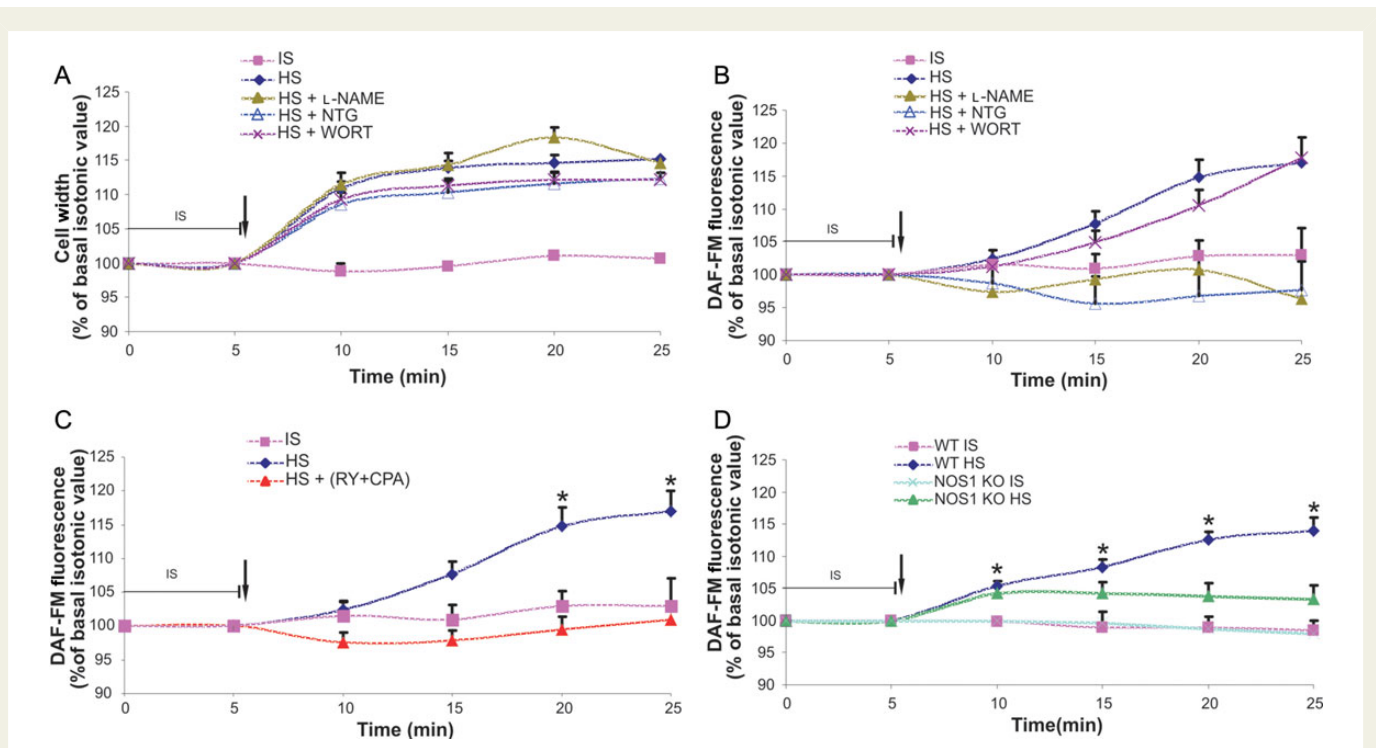 A
IS
HS
HS + ʟ-NAME
HS + NTG
HS + WORT
Cell width
(% of basal isotonic value)
125
120
115
110
105
100
95
90
IS
0 5 10 15 20 25
Time (min)
B
IS
HS
HS + ʟ-NAME
HS + NTG
HS + WORT
DAF-FM fluorescence
(% of basal isotonic value)
125
120
115
110
105
100
95
90
IS
0 5 10 15 20 25
Time (min)
C
IS
HS
HS + (RY+CPA)
DAF-FM fluorescence
(%of basal isotonic value)
125
120
115
110
105
100
95
90
IS
* *
0 5 10 15 20 25
Time (min)
D
WT IS
WT HS
NOS1 KO IS
NOS1 KO HS
DAF-FM fluorescence
(% of basal isotonic value)
125
120
115
110
105
100
95
90
IS
* * * *
0 5 10 15 20 25
Time(min)